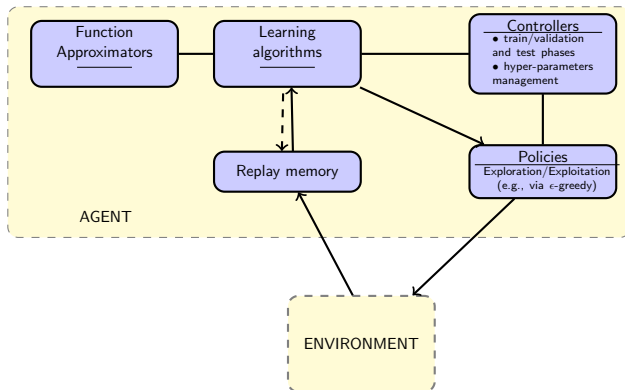 Function
Approximators
Learning
algorithms
Controllers
• train/validation
and test phases
• hyper-parameters
management
Replay memory
Policies
Exploration/Exploitation
(e.g., via ϵ-greedy)
AGENT
ENVIRONMENT